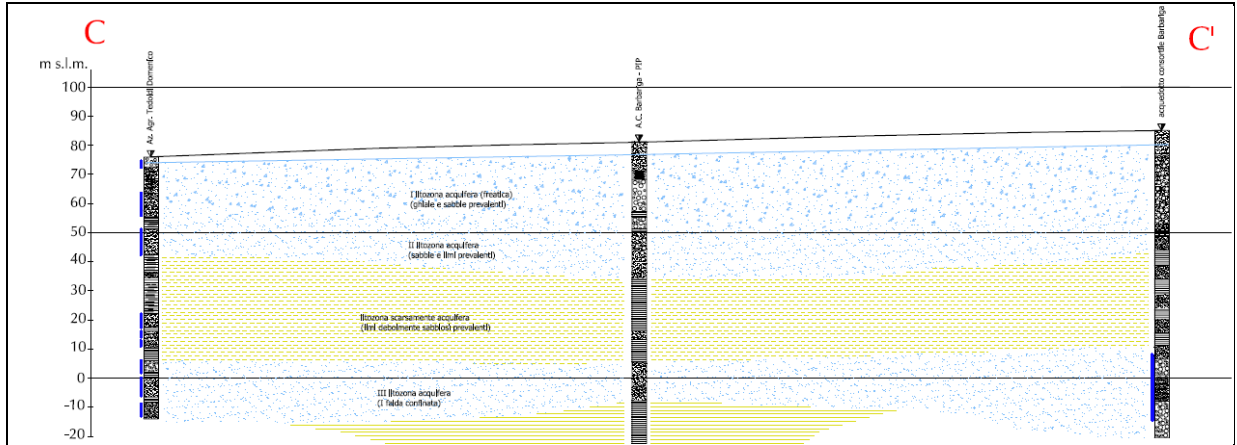 C
C'
m s.l.m.
Az. Agr. Tedoldi Domenico
A.C. Barbariga - PIP
acquedotto consortile Barbariga
100
90
80
70
60
50
40
30
20
10
0
-10
-20
I litozona acquifera (freatica)
(ghiaie e sabbie prevalenti)
II litozona acquifera
(sabbie e limi prevalenti)
litozona scarsamente acquifera
(limi debolmente sabbiosi prevalenti)
III litozona acquifera
(I falda confinata)